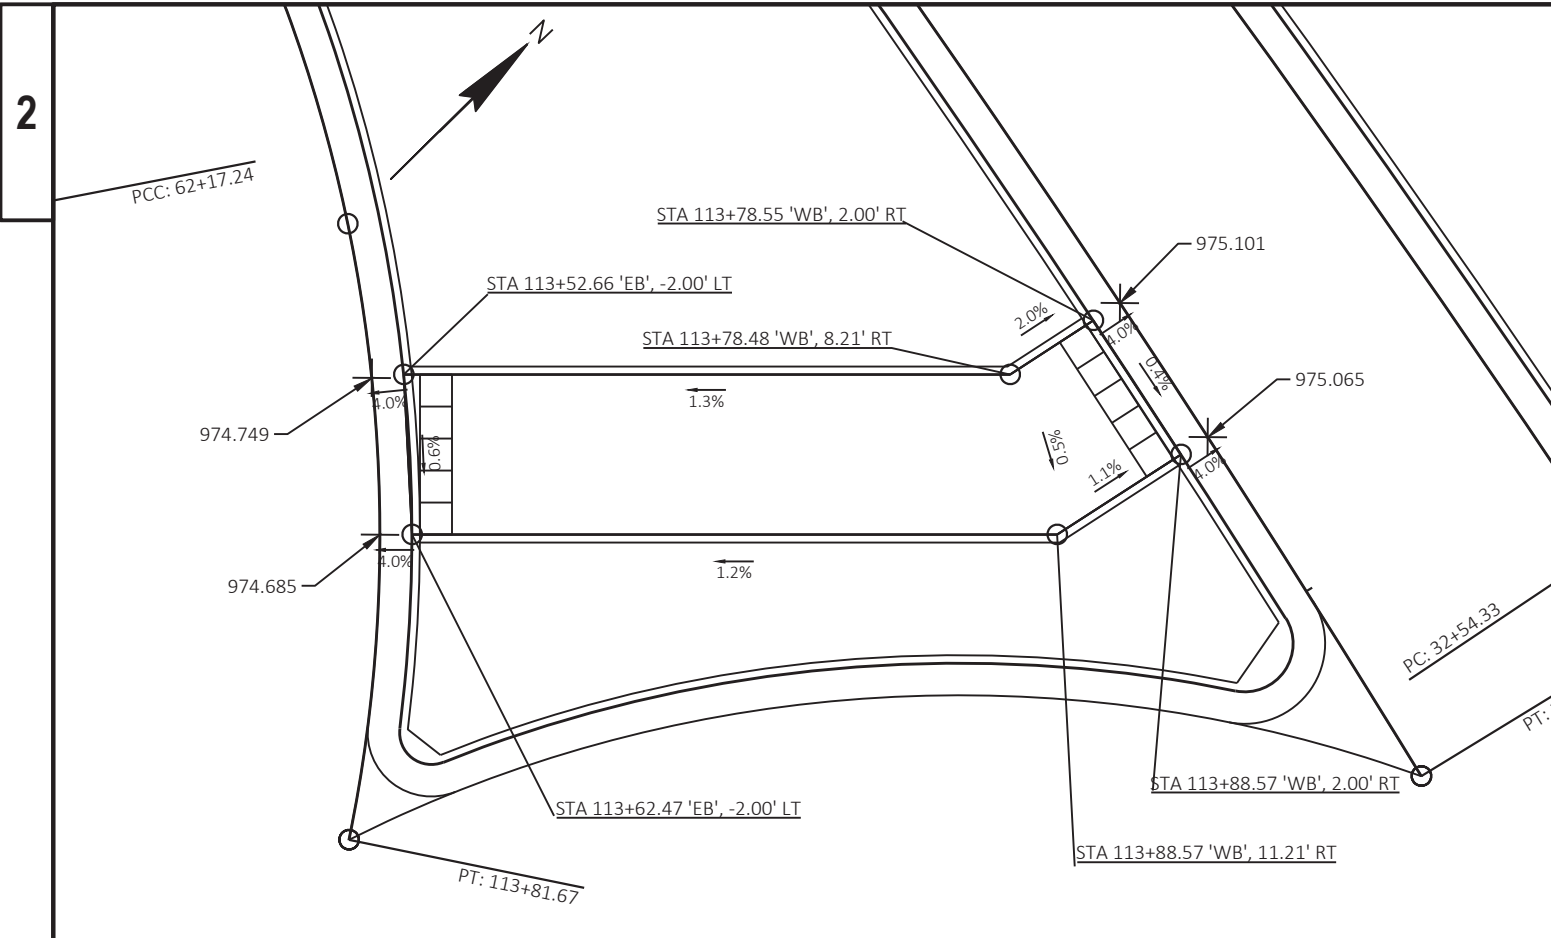 N
2
PCC: 62+17.24
STA 113+78.55 'WB', 2.00' RT
975.101
STA 113+52.66 'EB', -2.00' LT
2.0%
4.0%
STA 113+78.48 'WB', 8.21' RT
0.4%
975.065
4.0%
1.3%
974.749
0.6%
0.5%
1.1%
4.0%
4.0%
1.2%
974.685
PC: 32+54.33
PT:
STA 113+88.57 'WB', 2.00' RT
STA 113+62.47 'EB', -2.00' LT
STA 113+88.57 'WB', 11.21' RT
PT: 113+81.67